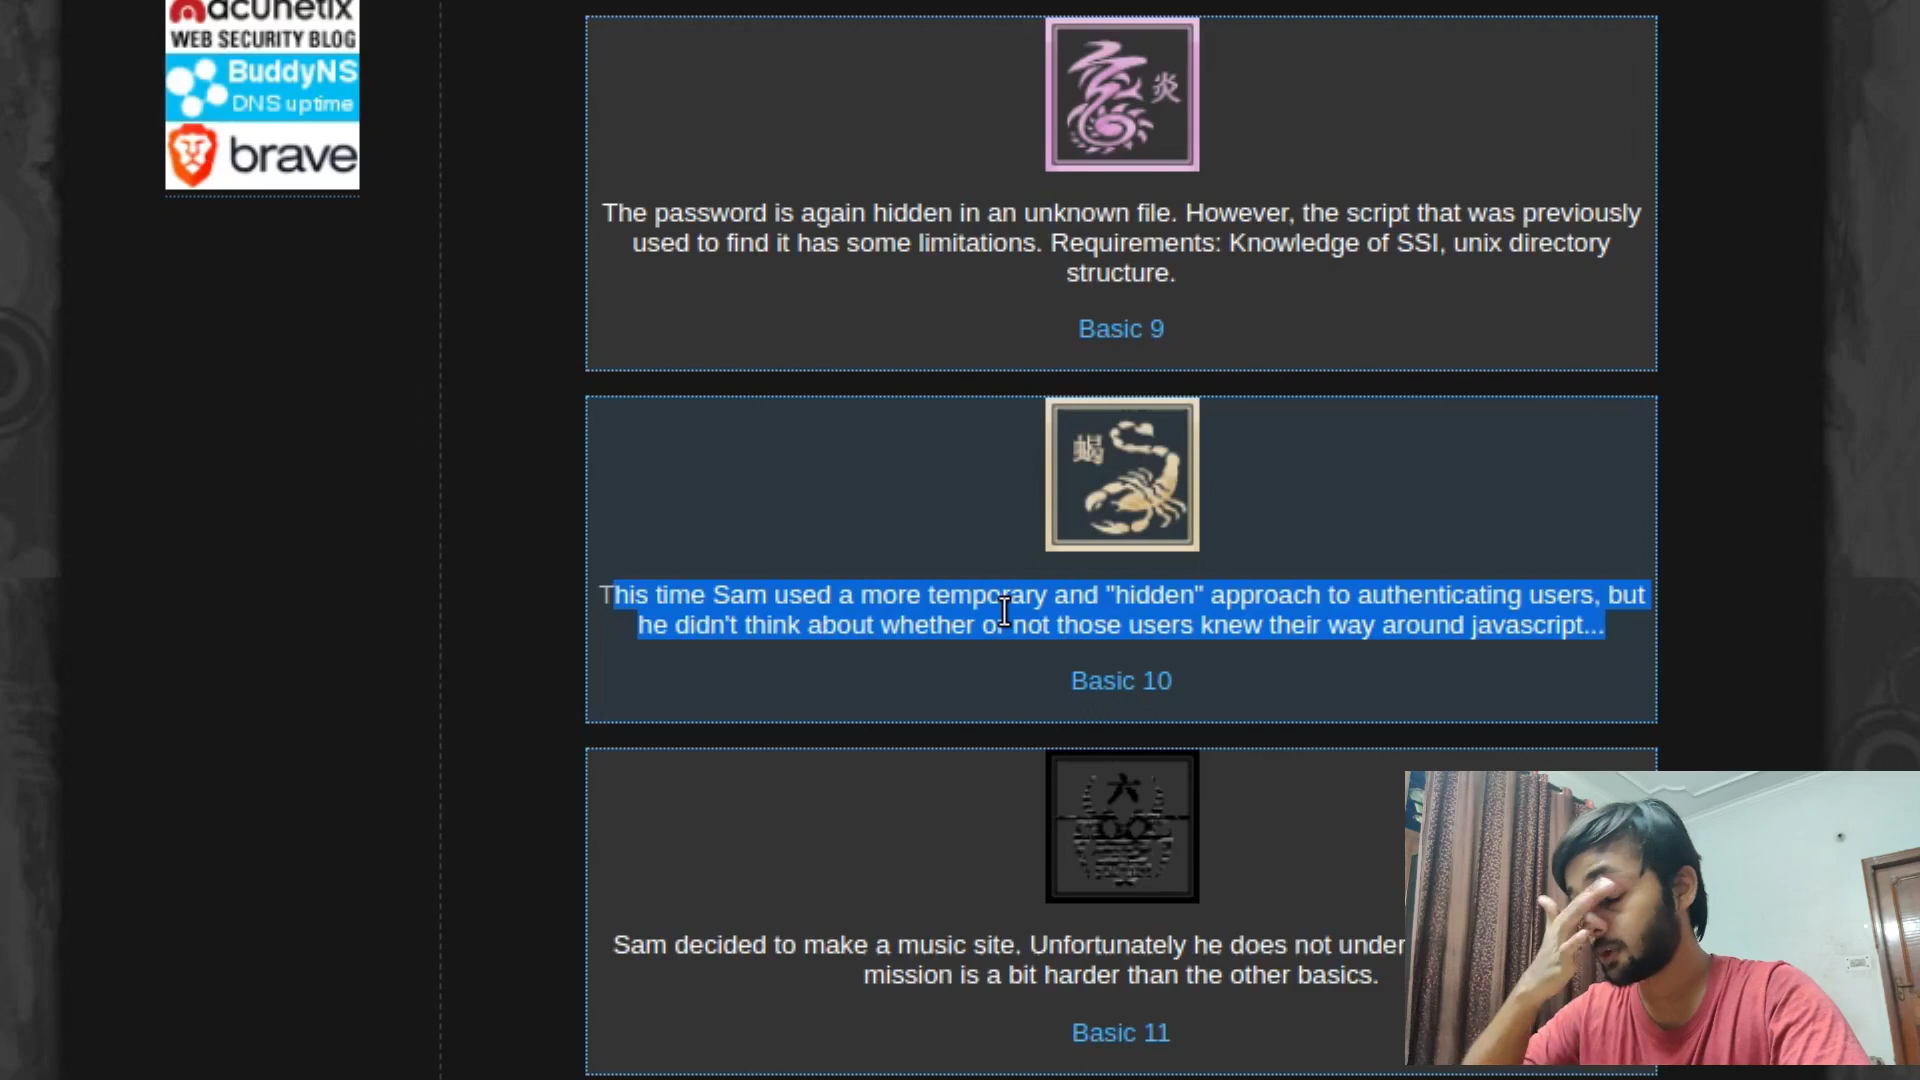 acunetix
WEB SECURITY BLOG
BuddyNS
DNS uptime
brave
炎
The password is again hidden in an unknown file. However, the script that was previously
used to find it has some limitations. Requirements: Knowledge of SSI, unix directory
structure.
Basic 9
蝎
This time Sam used a more temporary and "hidden" approach to authenticating users, but
he didn't think about whether or not those users knew their way around javascript...
Basic 10
六
Sam decided to make a music site. Unfortunately he does not under
mission is a bit harder than the other basics.
Basic 11